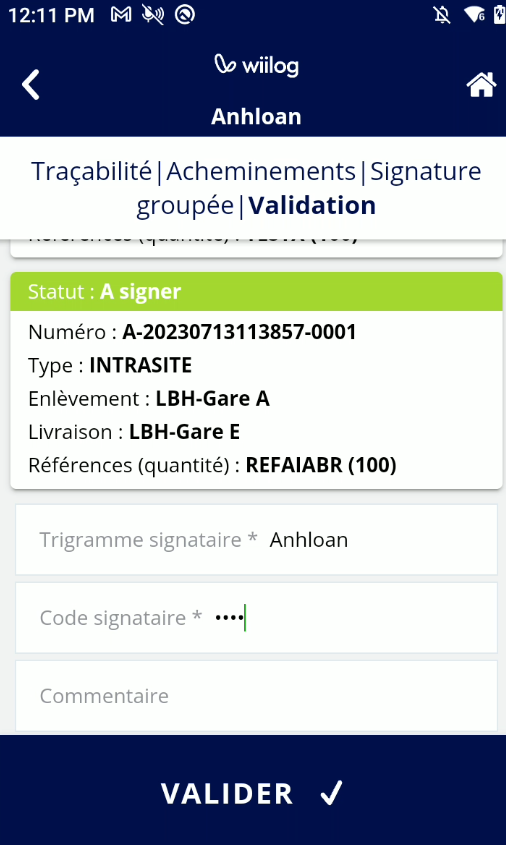 12:11 PM
wiilog
Anhloan
Traçabilité|Acheminements|Signature
groupée|Validation
Statut : A signer
Numéro : A-20230713113857-0001
Type : INTRASITE
Enlèvement : LBH-Gare A
Livraison : LBH-Gare E
Références (quantité) : REFAIABR (100)
Trigramme signataire * Anhloan
Code signataire * ••••
Commentaire
VALIDER